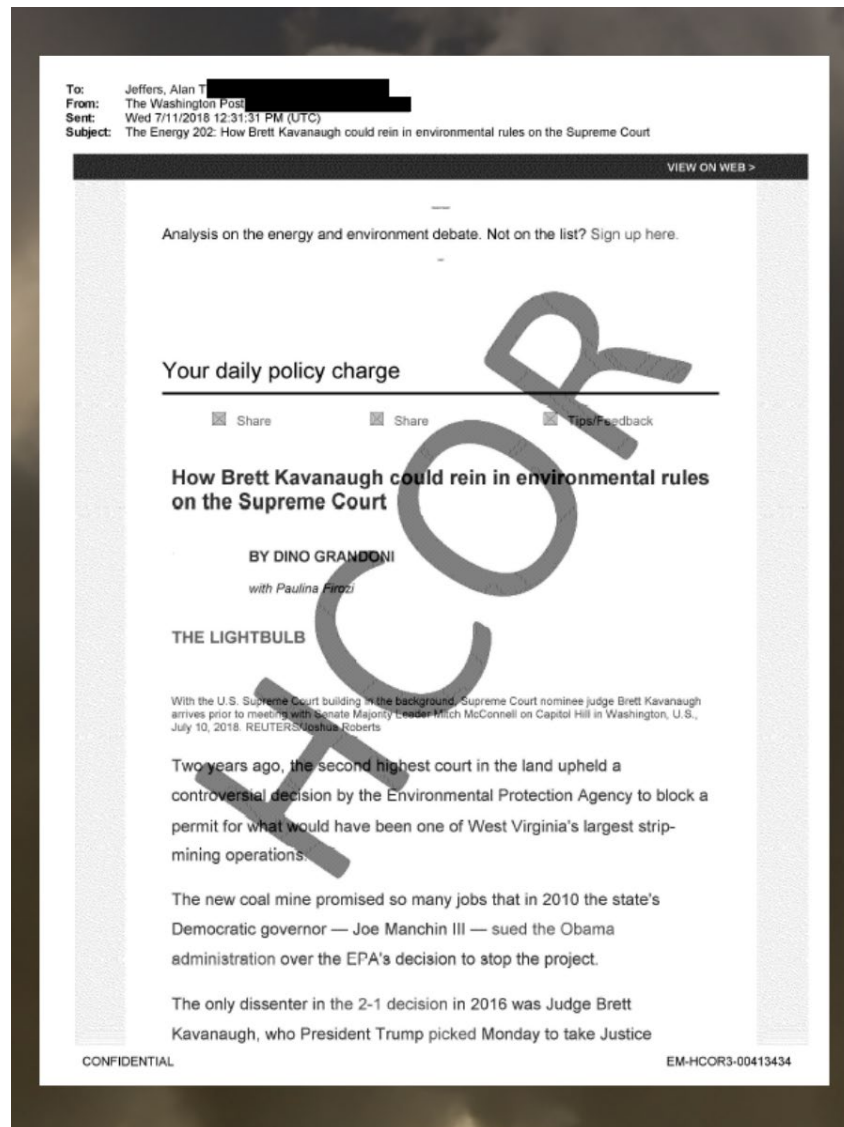 To: Jeffers, Alan T
From: The Washington Post
Sent: Wed 7/11/2018 12:31:31 PM (UTC)
Subject: The Energy 202: How Brett Kavanaugh could rein in environmental rules on the Supreme Court
VIEW ON WEB >
Analysis on the energy and environment debate. Not on the list? Sign up here.
Your daily policy charge
Share Share Tips/Feedback
How Brett Kavanaugh could rein in environmental rules
on the Supreme Court
BY DINO GRANDONI
with Paulina Firozi
THE LIGHTBULB
With the U.S. Supreme Court building in the background, Supreme Court nominee judge Brett Kavanaugh
arrives prior to meeting with Senate Majority Leader Mitch McConnell on Capitol Hill in Washington, U.S.,
July 10, 2018. REUTERS/Joshua Roberts
Two years ago, the second highest court in the land upheld a
controversial decision by the Environmental Protection Agency to block a
permit for what would have been one of West Virginia's largest strip-
mining operations.
The new coal mine promised so many jobs that in 2010 the state's
Democratic governor — Joe Manchin III — sued the Obama
administration over the EPA's decision to stop the project.
The only dissenter in the 2-1 decision in 2016 was Judge Brett
Kavanaugh, who President Trump picked Monday to take Justice
HCOR
CONFIDENTIAL EM-HCOR3-00413434